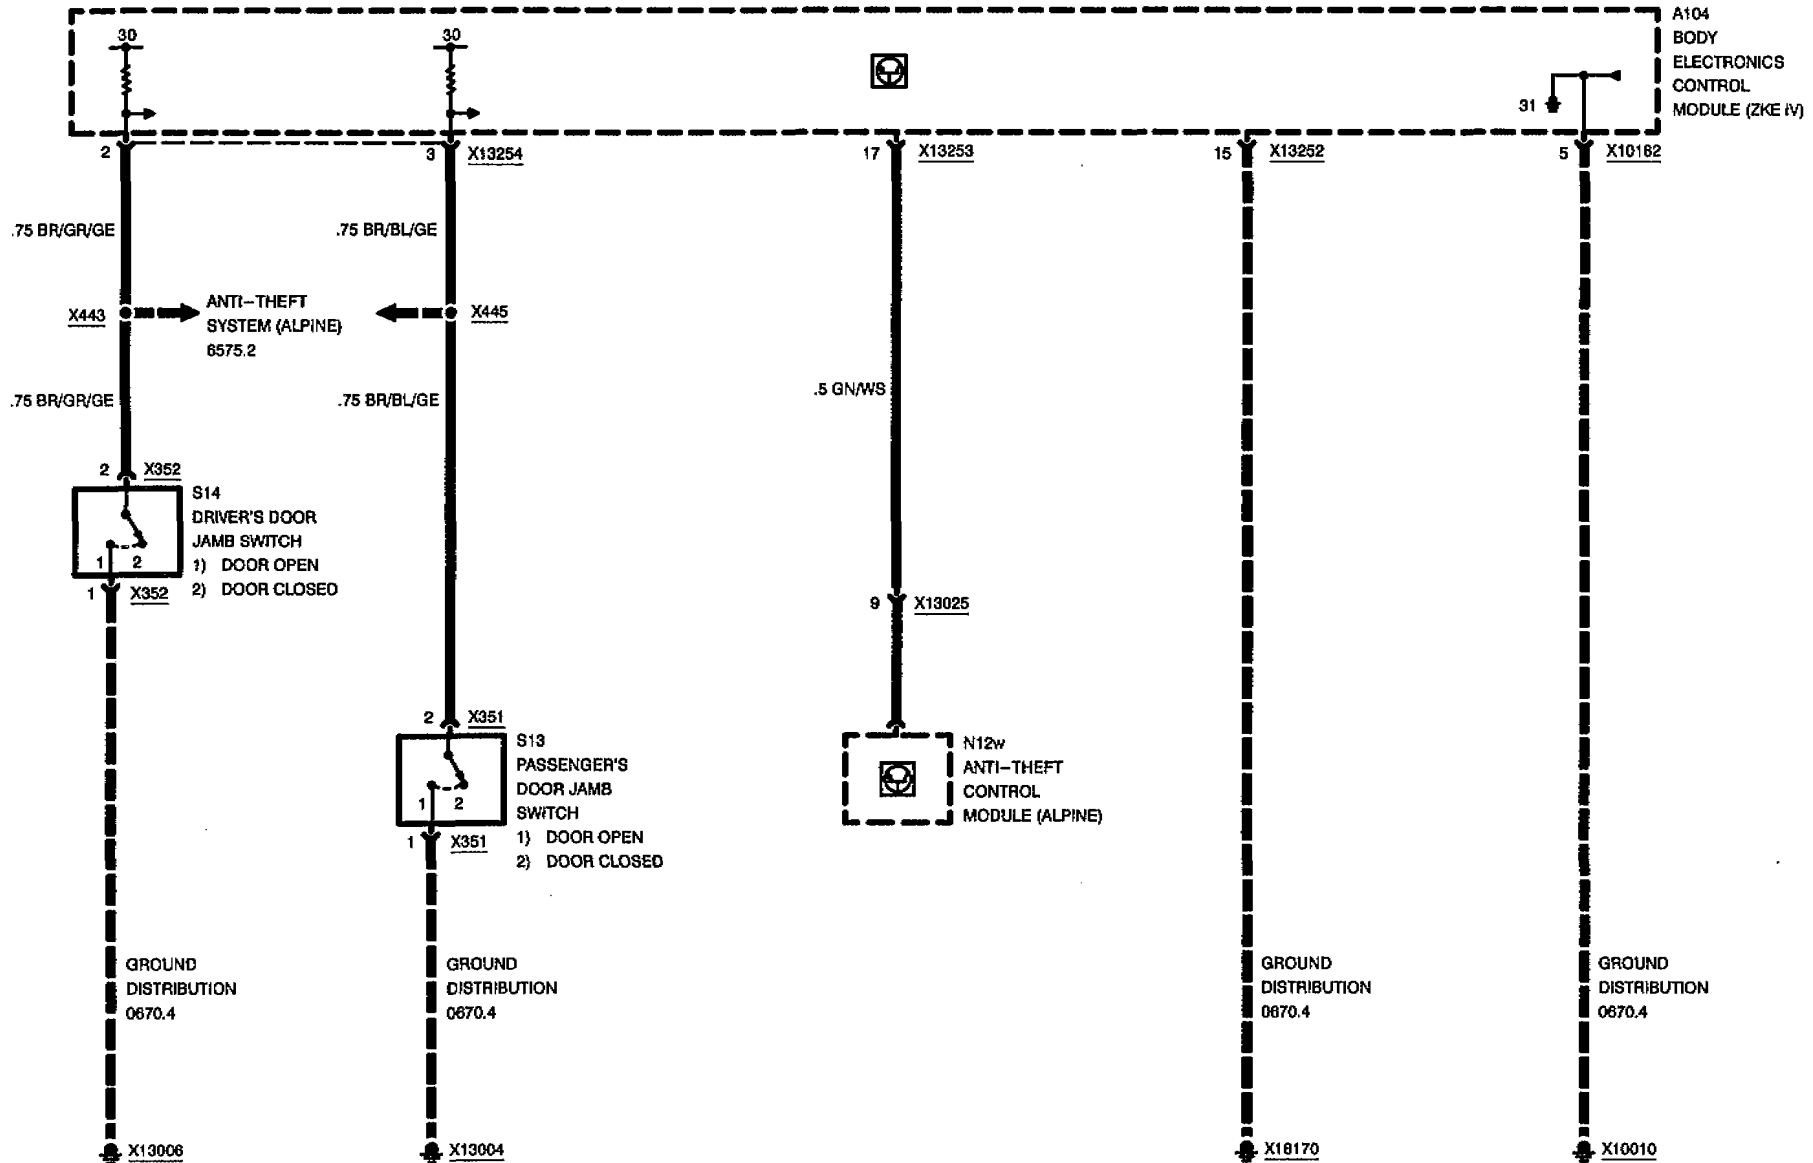 A104
BODY
ELECTRONICS
CONTROL
MODULE (ZKE IV)
30
30
31
2
3
X13254
17
X13253
15
X13252
5
X10182
.75 BR/GR/GE
.75 BR/BL/GE
X443
ANTI-THEFT
SYSTEM (ALPINE)
6575.2
X445
.75 BR/GR/GE
.75 BR/BL/GE
.5 GN/WS
2
X352
S14
DRIVER'S DOOR
JAMB SWITCH
1) DOOR OPEN
2) DOOR CLOSED
1
2
1
X352
9
X13025
2
X351
S13
PASSENGER'S
DOOR JAMB
SWITCH
1) DOOR OPEN
2) DOOR CLOSED
1
2
1
X351
N12w
ANTI-THEFT
CONTROL
MODULE (ALPINE)
GROUND
DISTRIBUTION
0670.4
GROUND
DISTRIBUTION
0670.4
GROUND
DISTRIBUTION
0670.4
GROUND
DISTRIBUTION
0670.4
X13006
X13004
X18170
X10010